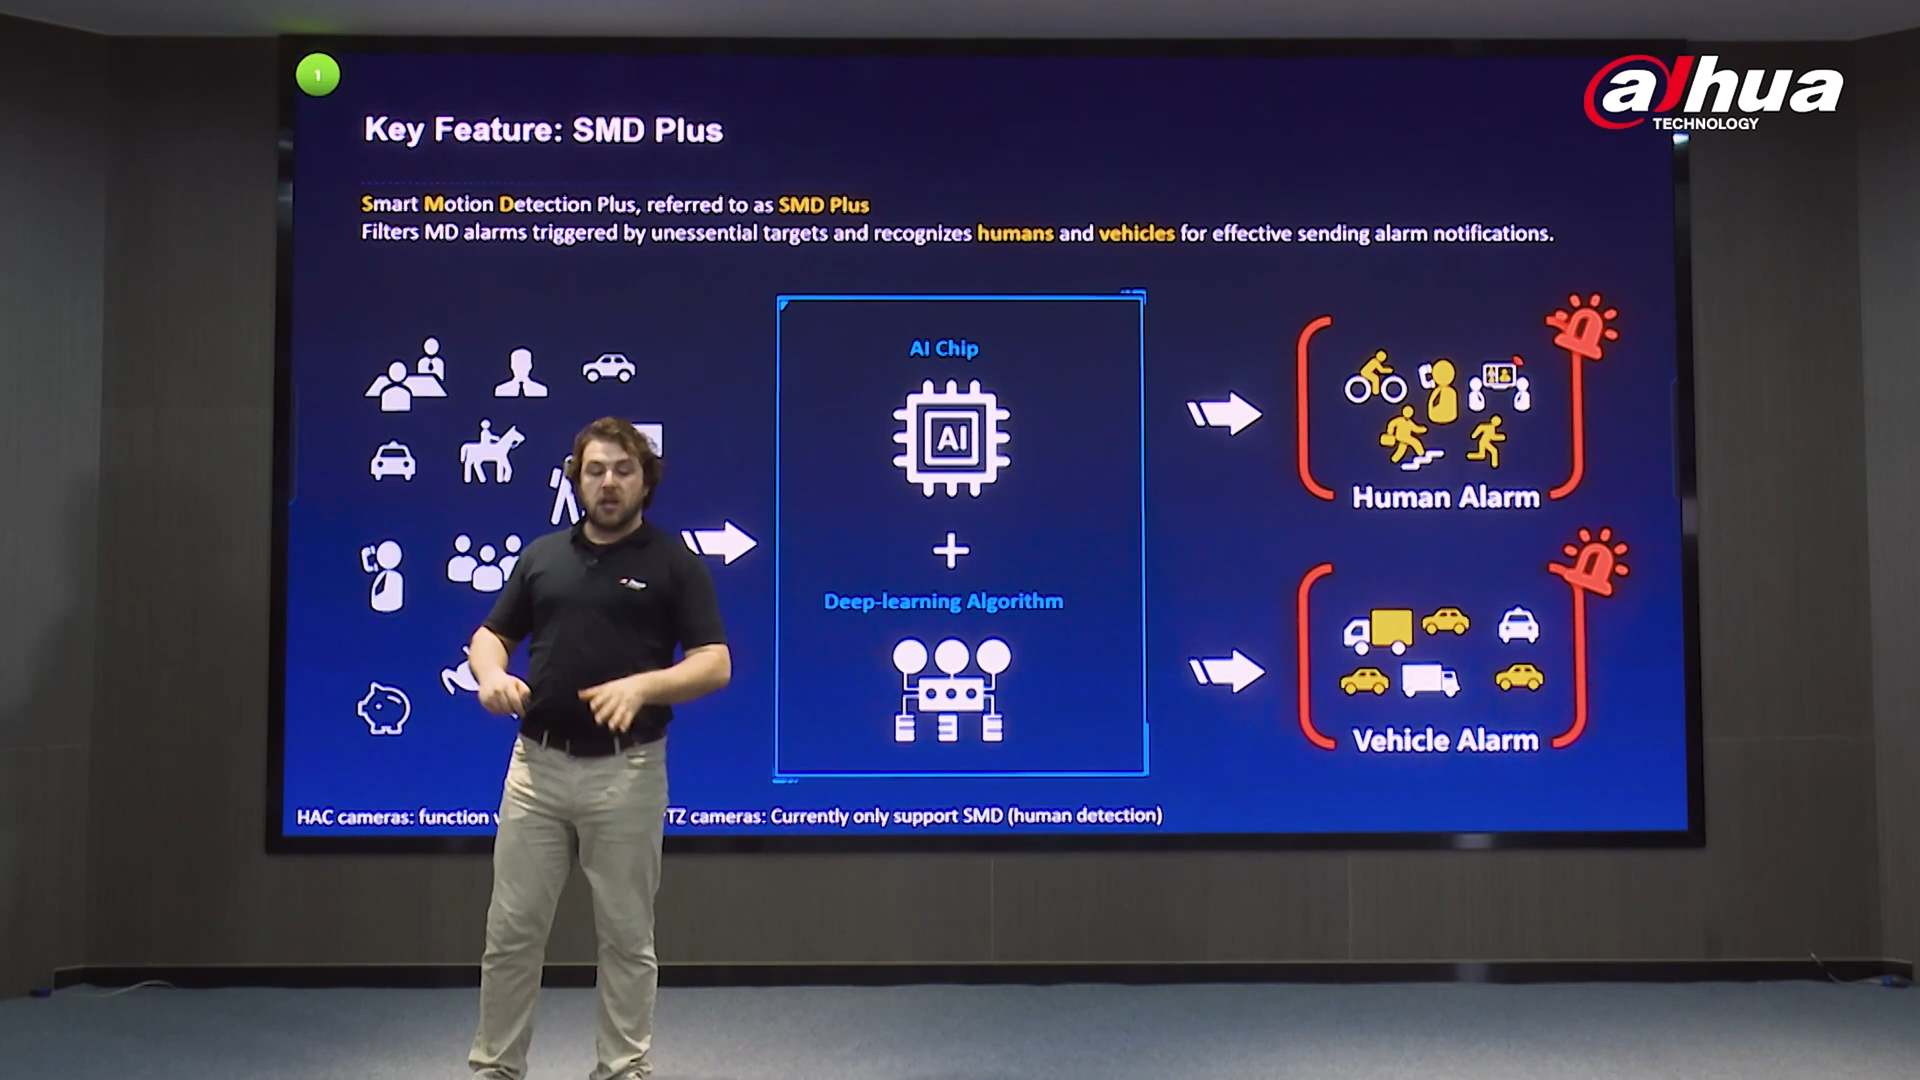 1
alhua
TECHNOLOGY
Key Feature: SMD Plus
Smart Motion Detection Plus, referred to as SMD Plus
Filters MD alarms triggered by unessential targets and recognizes humans and vehicles for effective sending alarm notifications.
AI Chip
AI
+
Deep-learning Algorithm
Human Alarm
Vehicle Alarm
HAC cameras: function TZ cameras: Currently only support SMD (human detection)